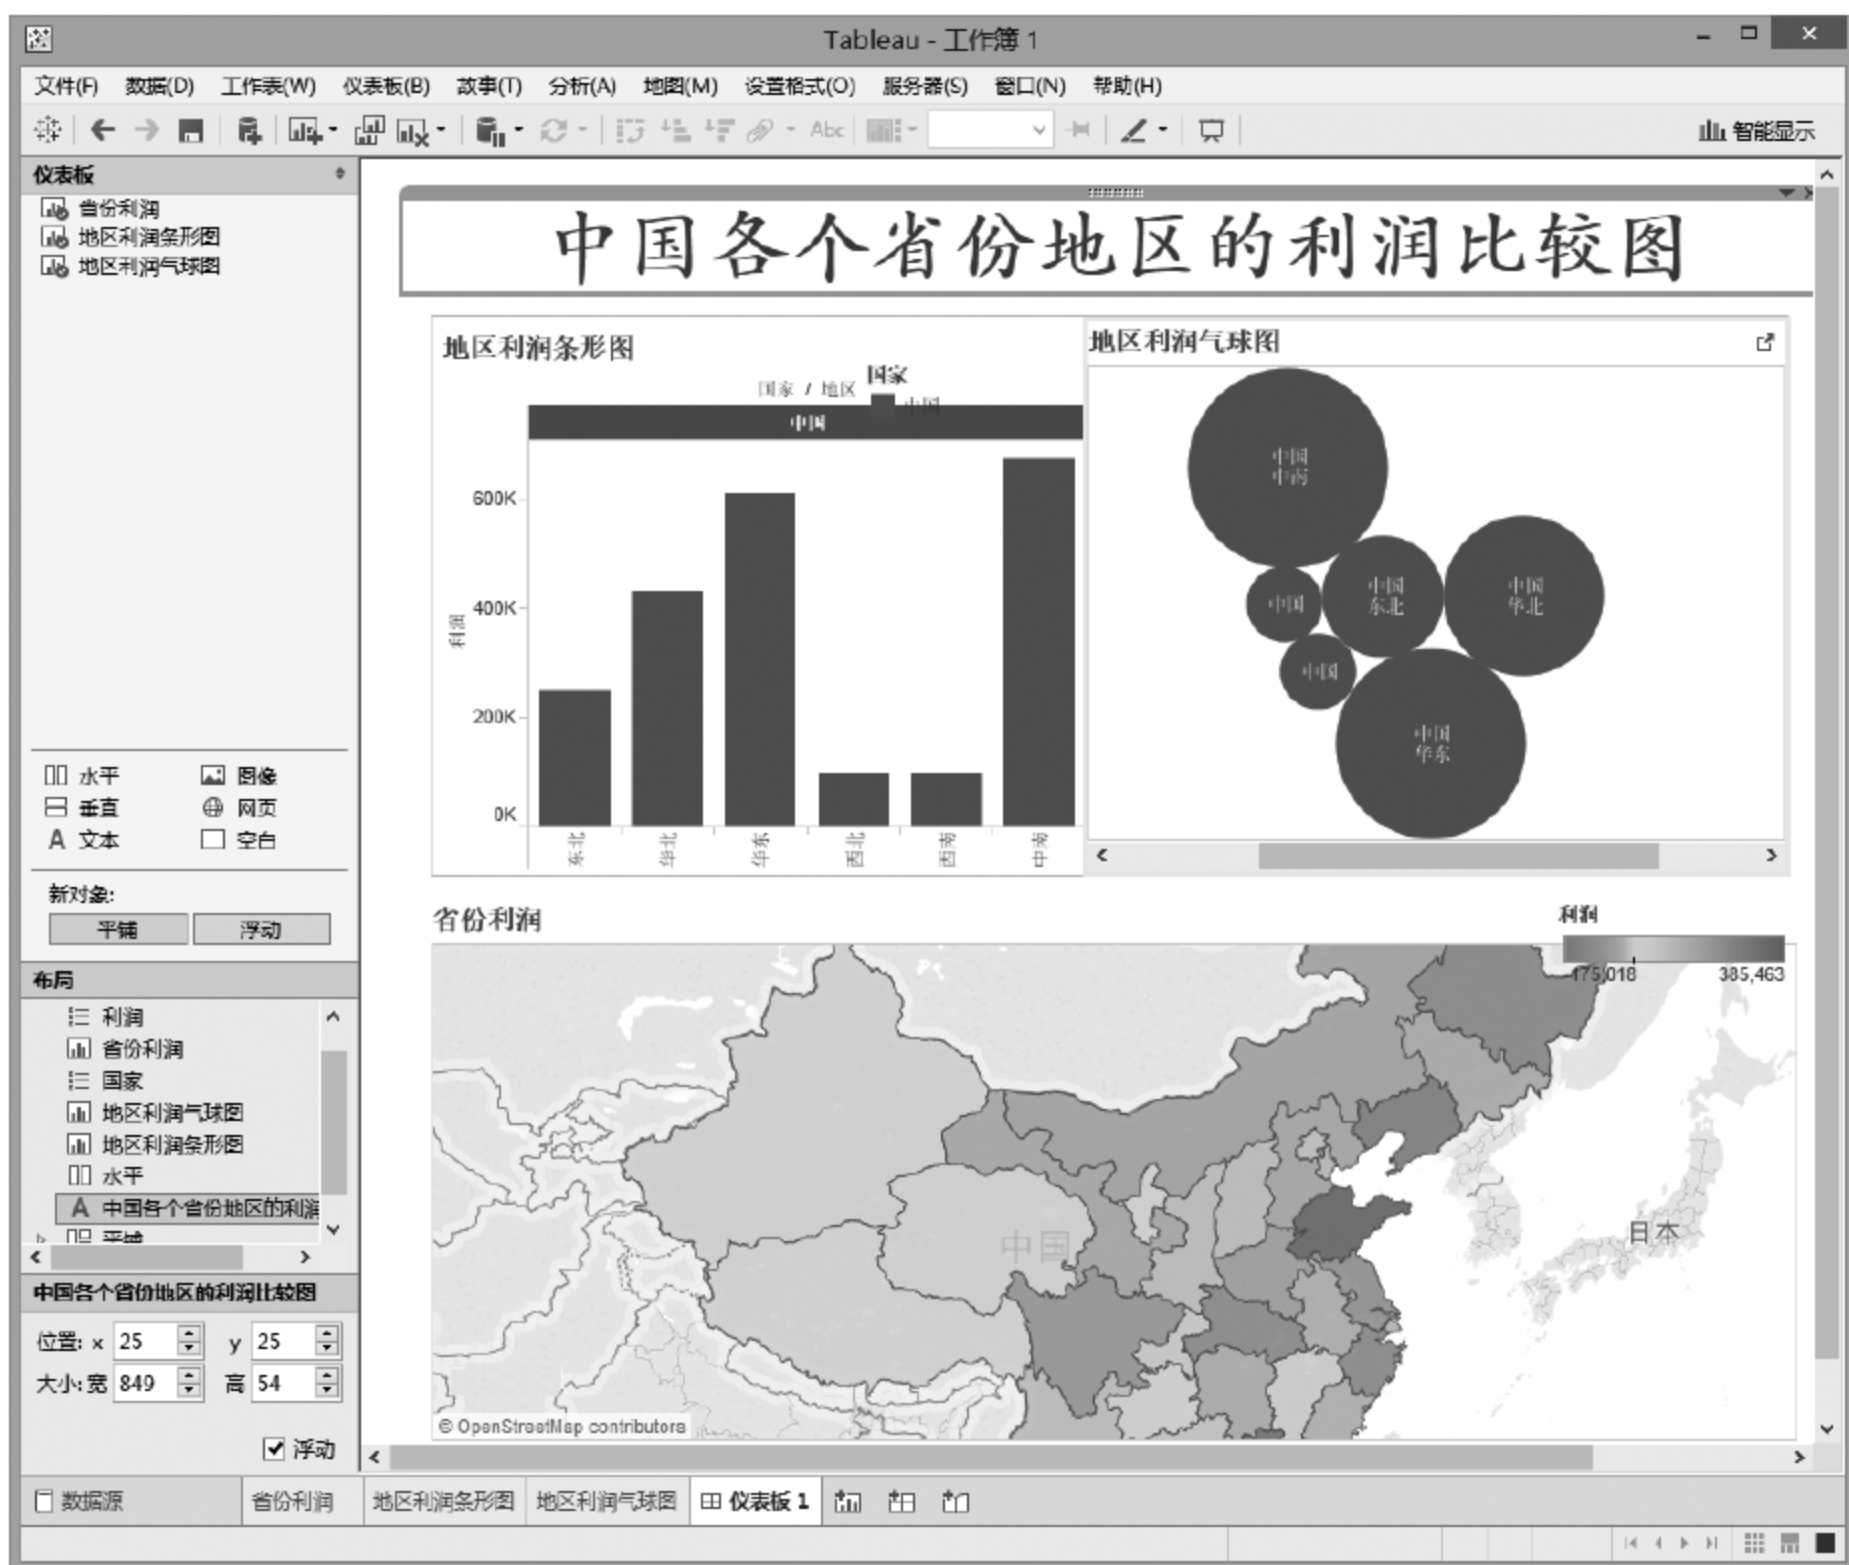 Tableau - 工作簿 1
文件(F) 数据(D) 工作表(W) 仪表板(B) 故事(T) 分析(A) 地图(M) 设置格式(O) 服务器(S) 窗口(N) 帮助(H)
Abc 智能显示
仪表板
省份利润
地区利润条形图
地区利润气球图
水平 图像
垂直 网页
A 文本 空白
新对象:
平铺 浮动
布局
利润
省份利润
国家
地区利润气球图
地区利润条形图
水平
A 中国各个省份地区的利润
平铺
中国各个省份地区的利润比较图
位置: x 25 y 25
大小: 宽 849 高 54
浮动
中国各个省份地区的利润比较图
地区利润条形图
国家 / 地区
国家
中国
中国
利润
600K
400K
200K
0K
东北 华北 华东 西北 西南 中南
地区利润气球图
中国
中南
中国
中国
东北
中国
华北
中国
中国
华东
省份利润
利润
-175,018 385,463
中国
日本
© OpenStreetMap contributors
数据源 省份利润 地区利润条形图 地区利润气球图 仪表板 1